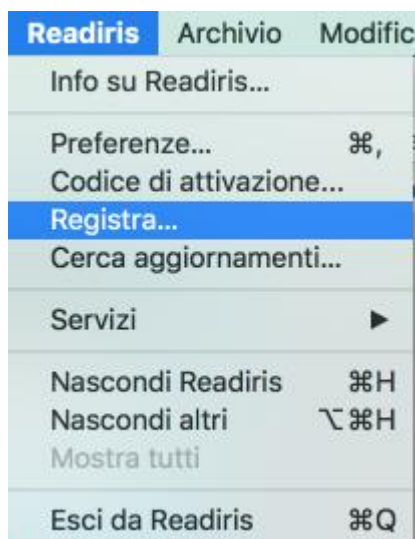 Readiris Archivio Modific
Info su Readiris...
Preferenze... ⌘,
Codice di attivazione...
Registra...
Cerca aggiornamenti...
Servizi ▶
Nascondi Readiris ⌘H
Nascondi altri ⌥⌘H
Mostra tutti
Esci da Readiris ⌘Q